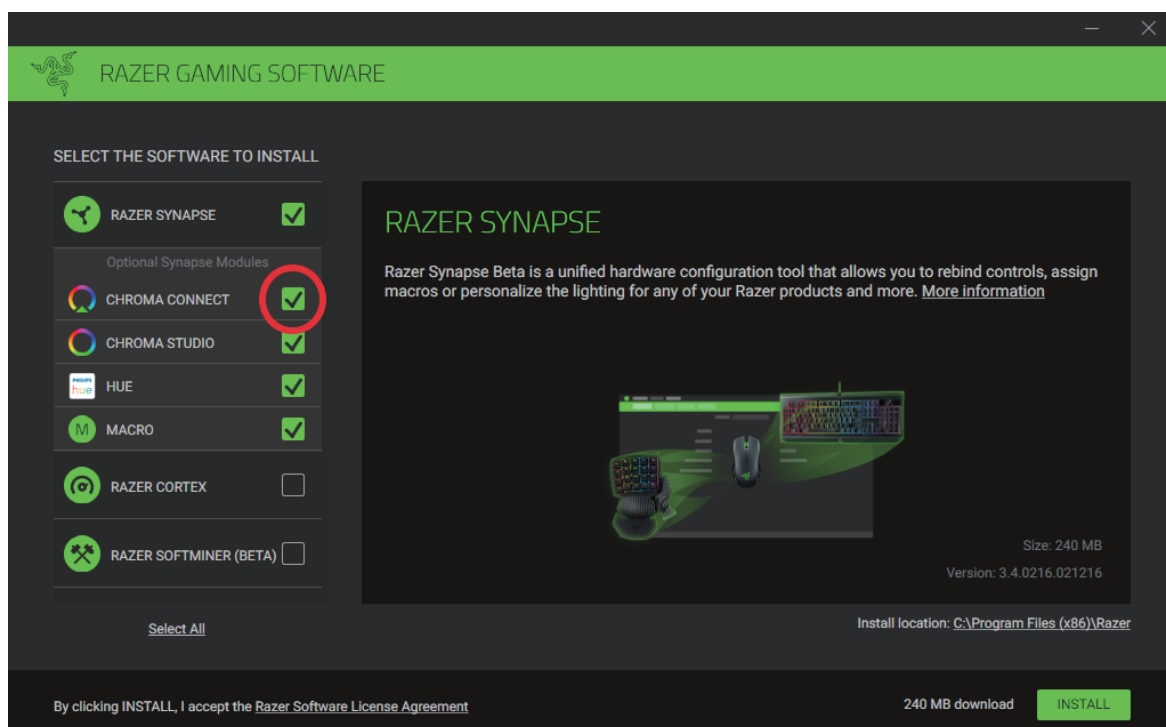 RAZER GAMING SOFTWARE
SELECT THE SOFTWARE TO INSTALL
RAZER SYNAPSE
Optional Synapse Modules
CHROMA CONNECT
CHROMA STUDIO
PHILIPS
hue
HUE
M
MACRO
RAZER CORTEX
RAZER SOFTMINER (BETA)
Select All
RAZER SYNAPSE
Razer Synapse Beta is a unified hardware configuration tool that allows you to rebind controls, assign
macros or personalize the lighting for any of your Razer products and more. More information
Size: 240 MB
Version: 3.4.0216.021216
Install location: C:\Program Files (x86)\Razer
By clicking INSTALL, I accept the Razer Software License Agreement
240 MB download
INSTALL